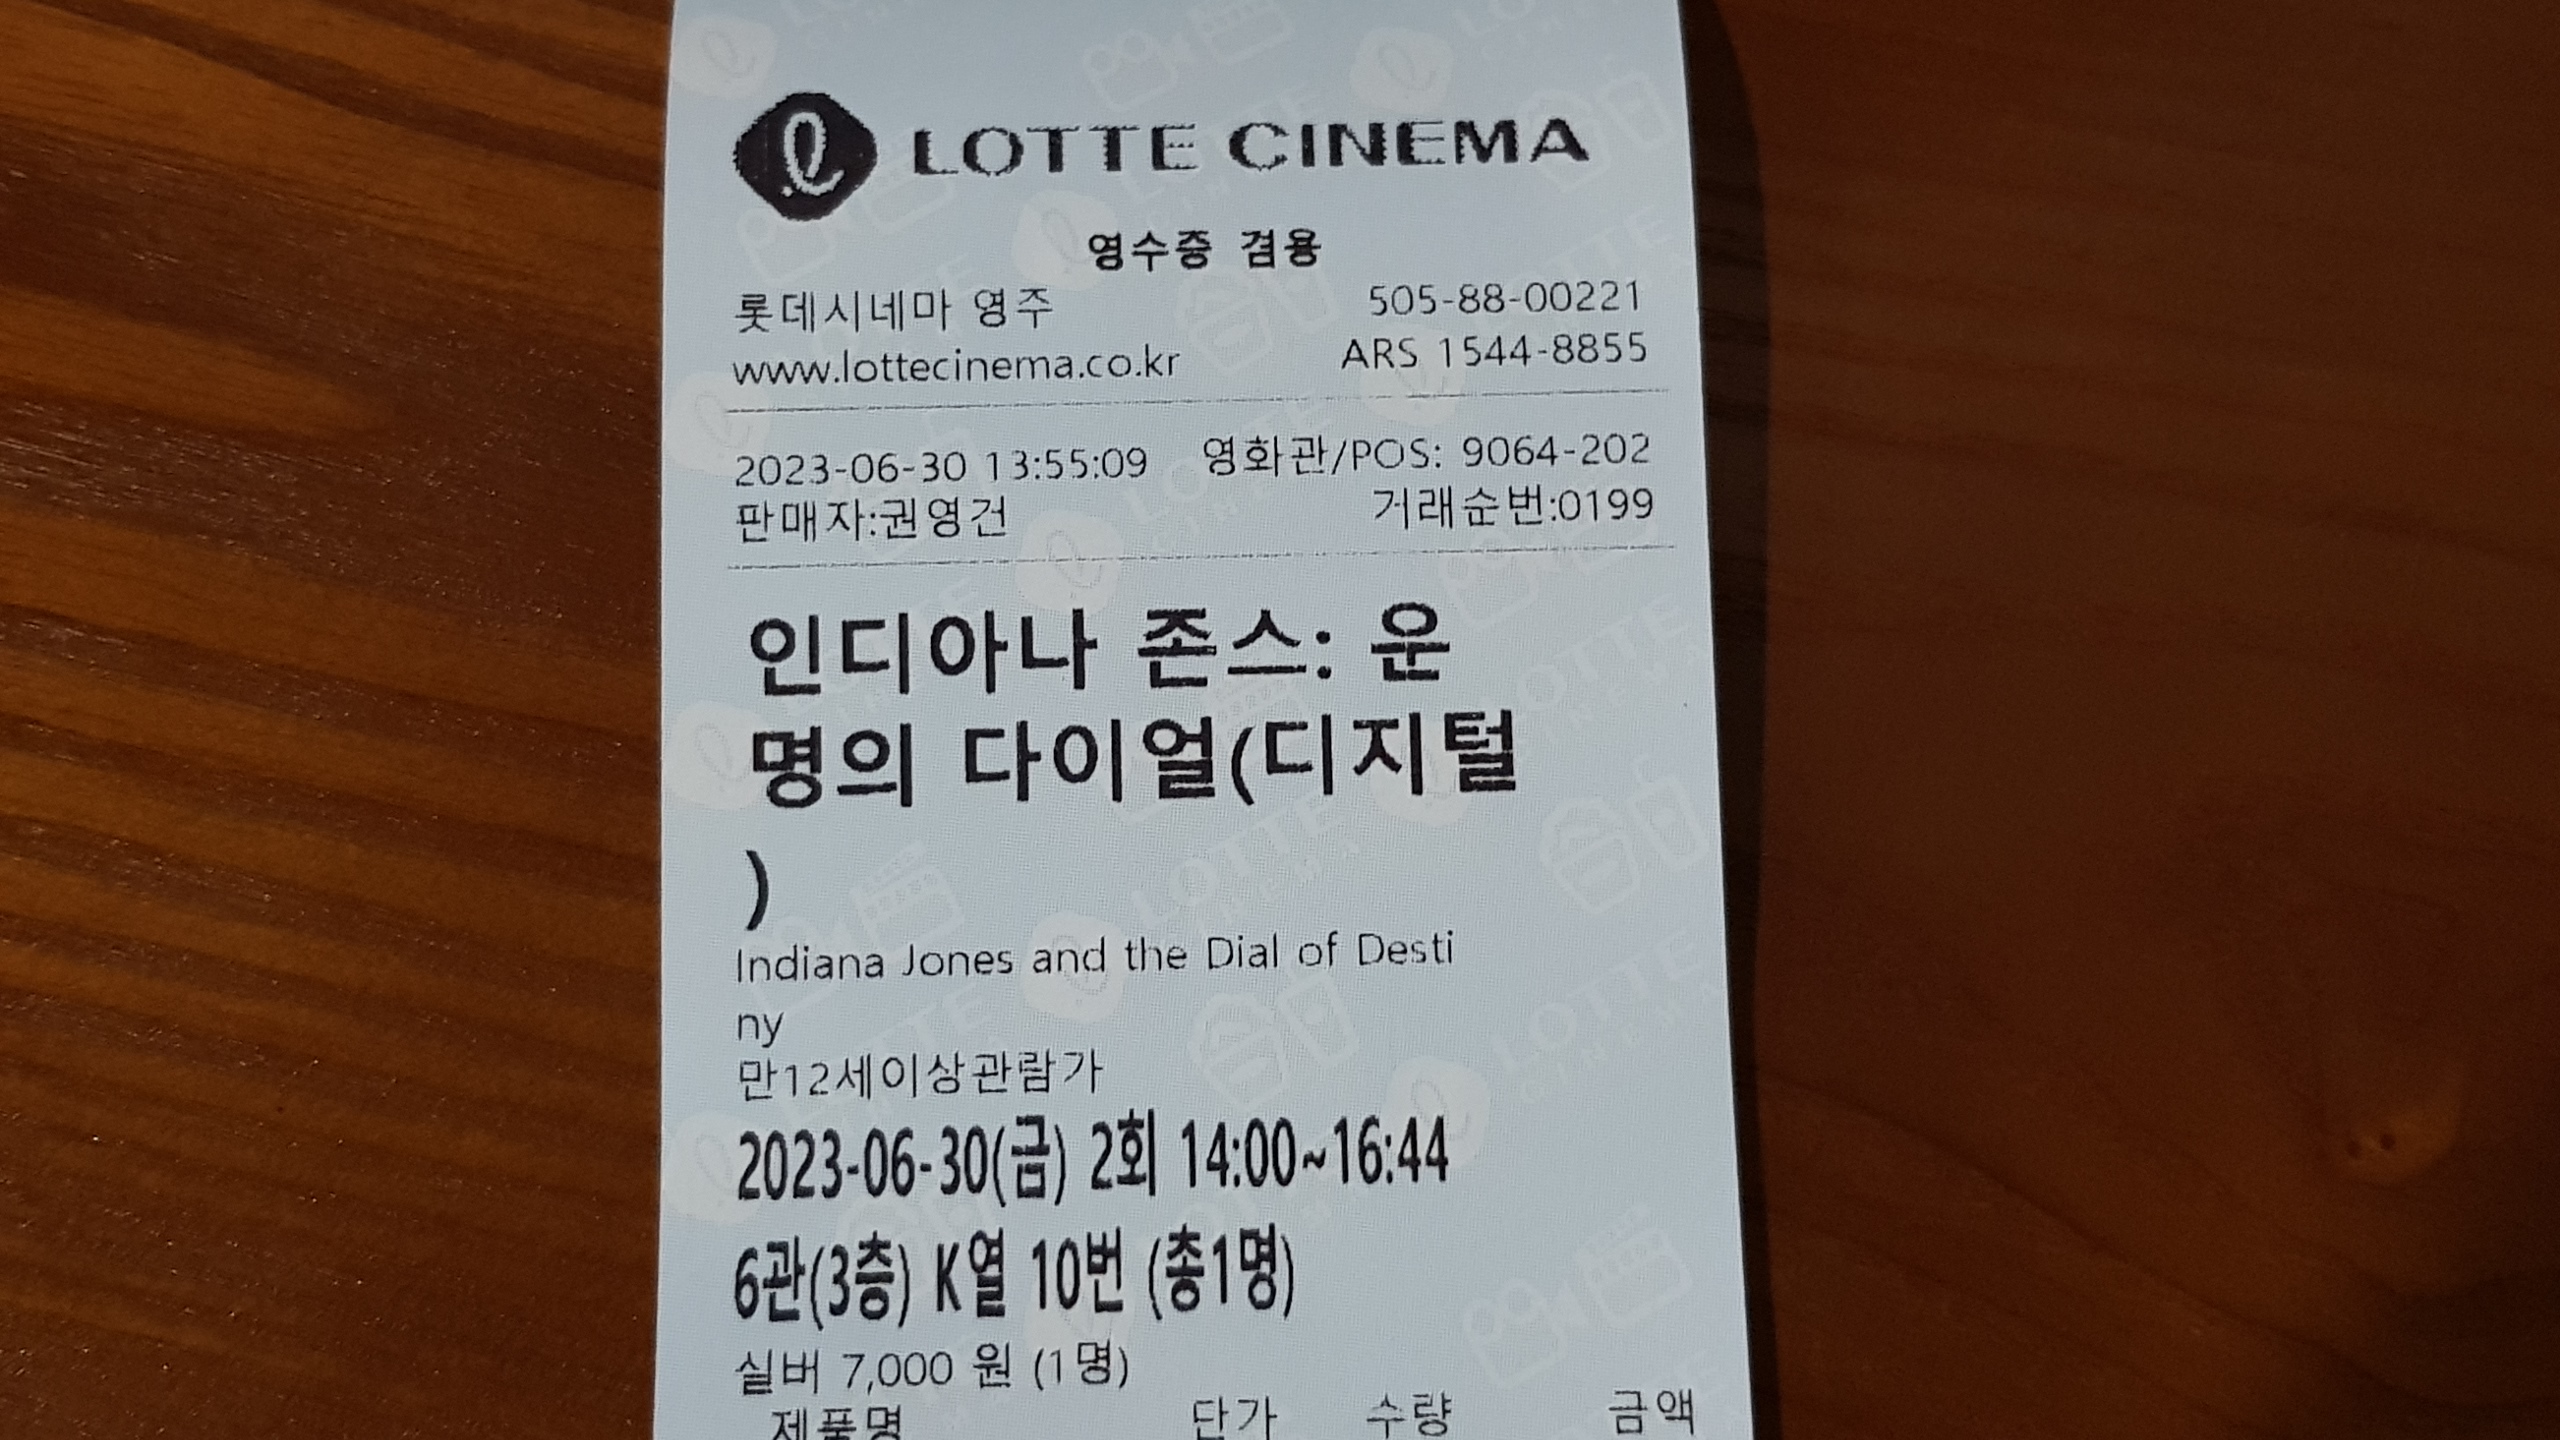 LOTTE CINEMA
영수증 겸용
롯데시네마 영주 505-88-00221
www.lottecinema.co.kr ARS 1544-8855
2023-06-30 13:55:09 영화관/POS: 9064-202
판매자:권영건 거래순번:0199
인디아나 존스: 운
명의 다이얼(디지털
)
Indiana Jones and the Dial of Desti
ny
만12세이상관람가
2023-06-30(금) 2회 14:00~16:44
6관(3층) K열 10번 (총1명)
실버 7,000 원 (1명)
제품명 단가 수량 금액